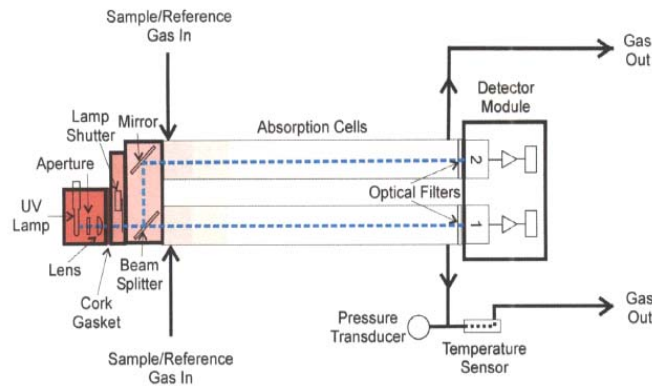 Sample/Reference
Gas In
Gas
Out
Detector
Module
Lamp
Shutter
Mirror
Absorption Cells
Aperture
2
UV
Lamp
Optical Filters
1
Lens
Beam
Splitter
Cork
Gasket
Gas
Out
Pressure
Transducer
Temperature
Sensor
Sample/Reference
Gas In